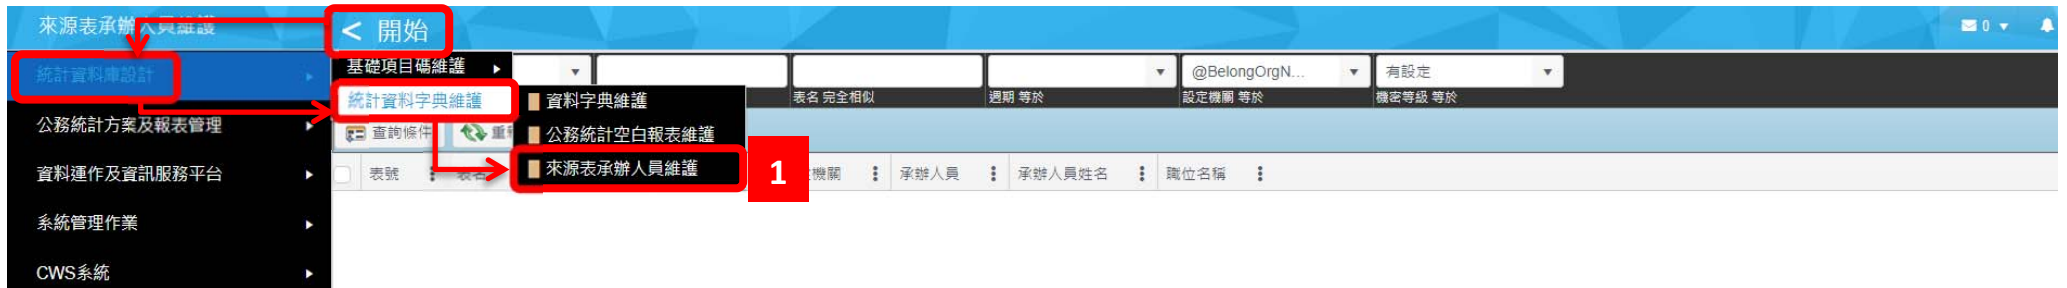 來源表承辦人員維護
< 開始
0
統計資料庫設計
基礎項目碼維護
@BelongOrgN...
有設定
表名 完全相似
週期 等於
設定機關 等於
機密等級 等於
統計資料字典維護
資料字典維護
公務統計方案及報表管理
查詢條件
公務統計空白報表維護
資料運作及資訊服務平台
表號
表名
來源表承辦人員維護
1
機關
承辦人員
承辦人員姓名
職位名稱
系統管理作業
CWS系統